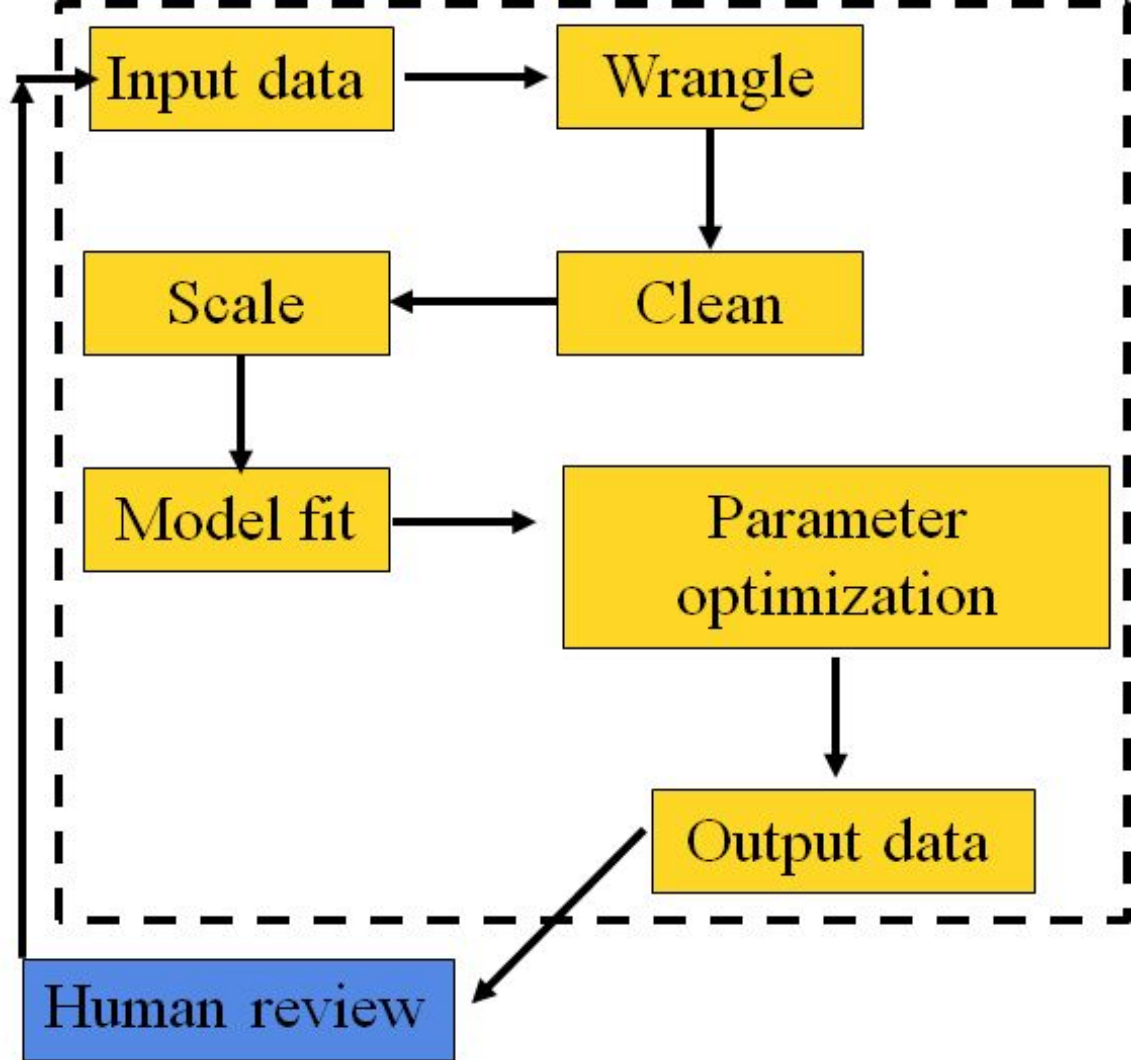 Input data
Wrangle
Scale
Clean
Model fit
Parameter
optimization
Output data
Human review